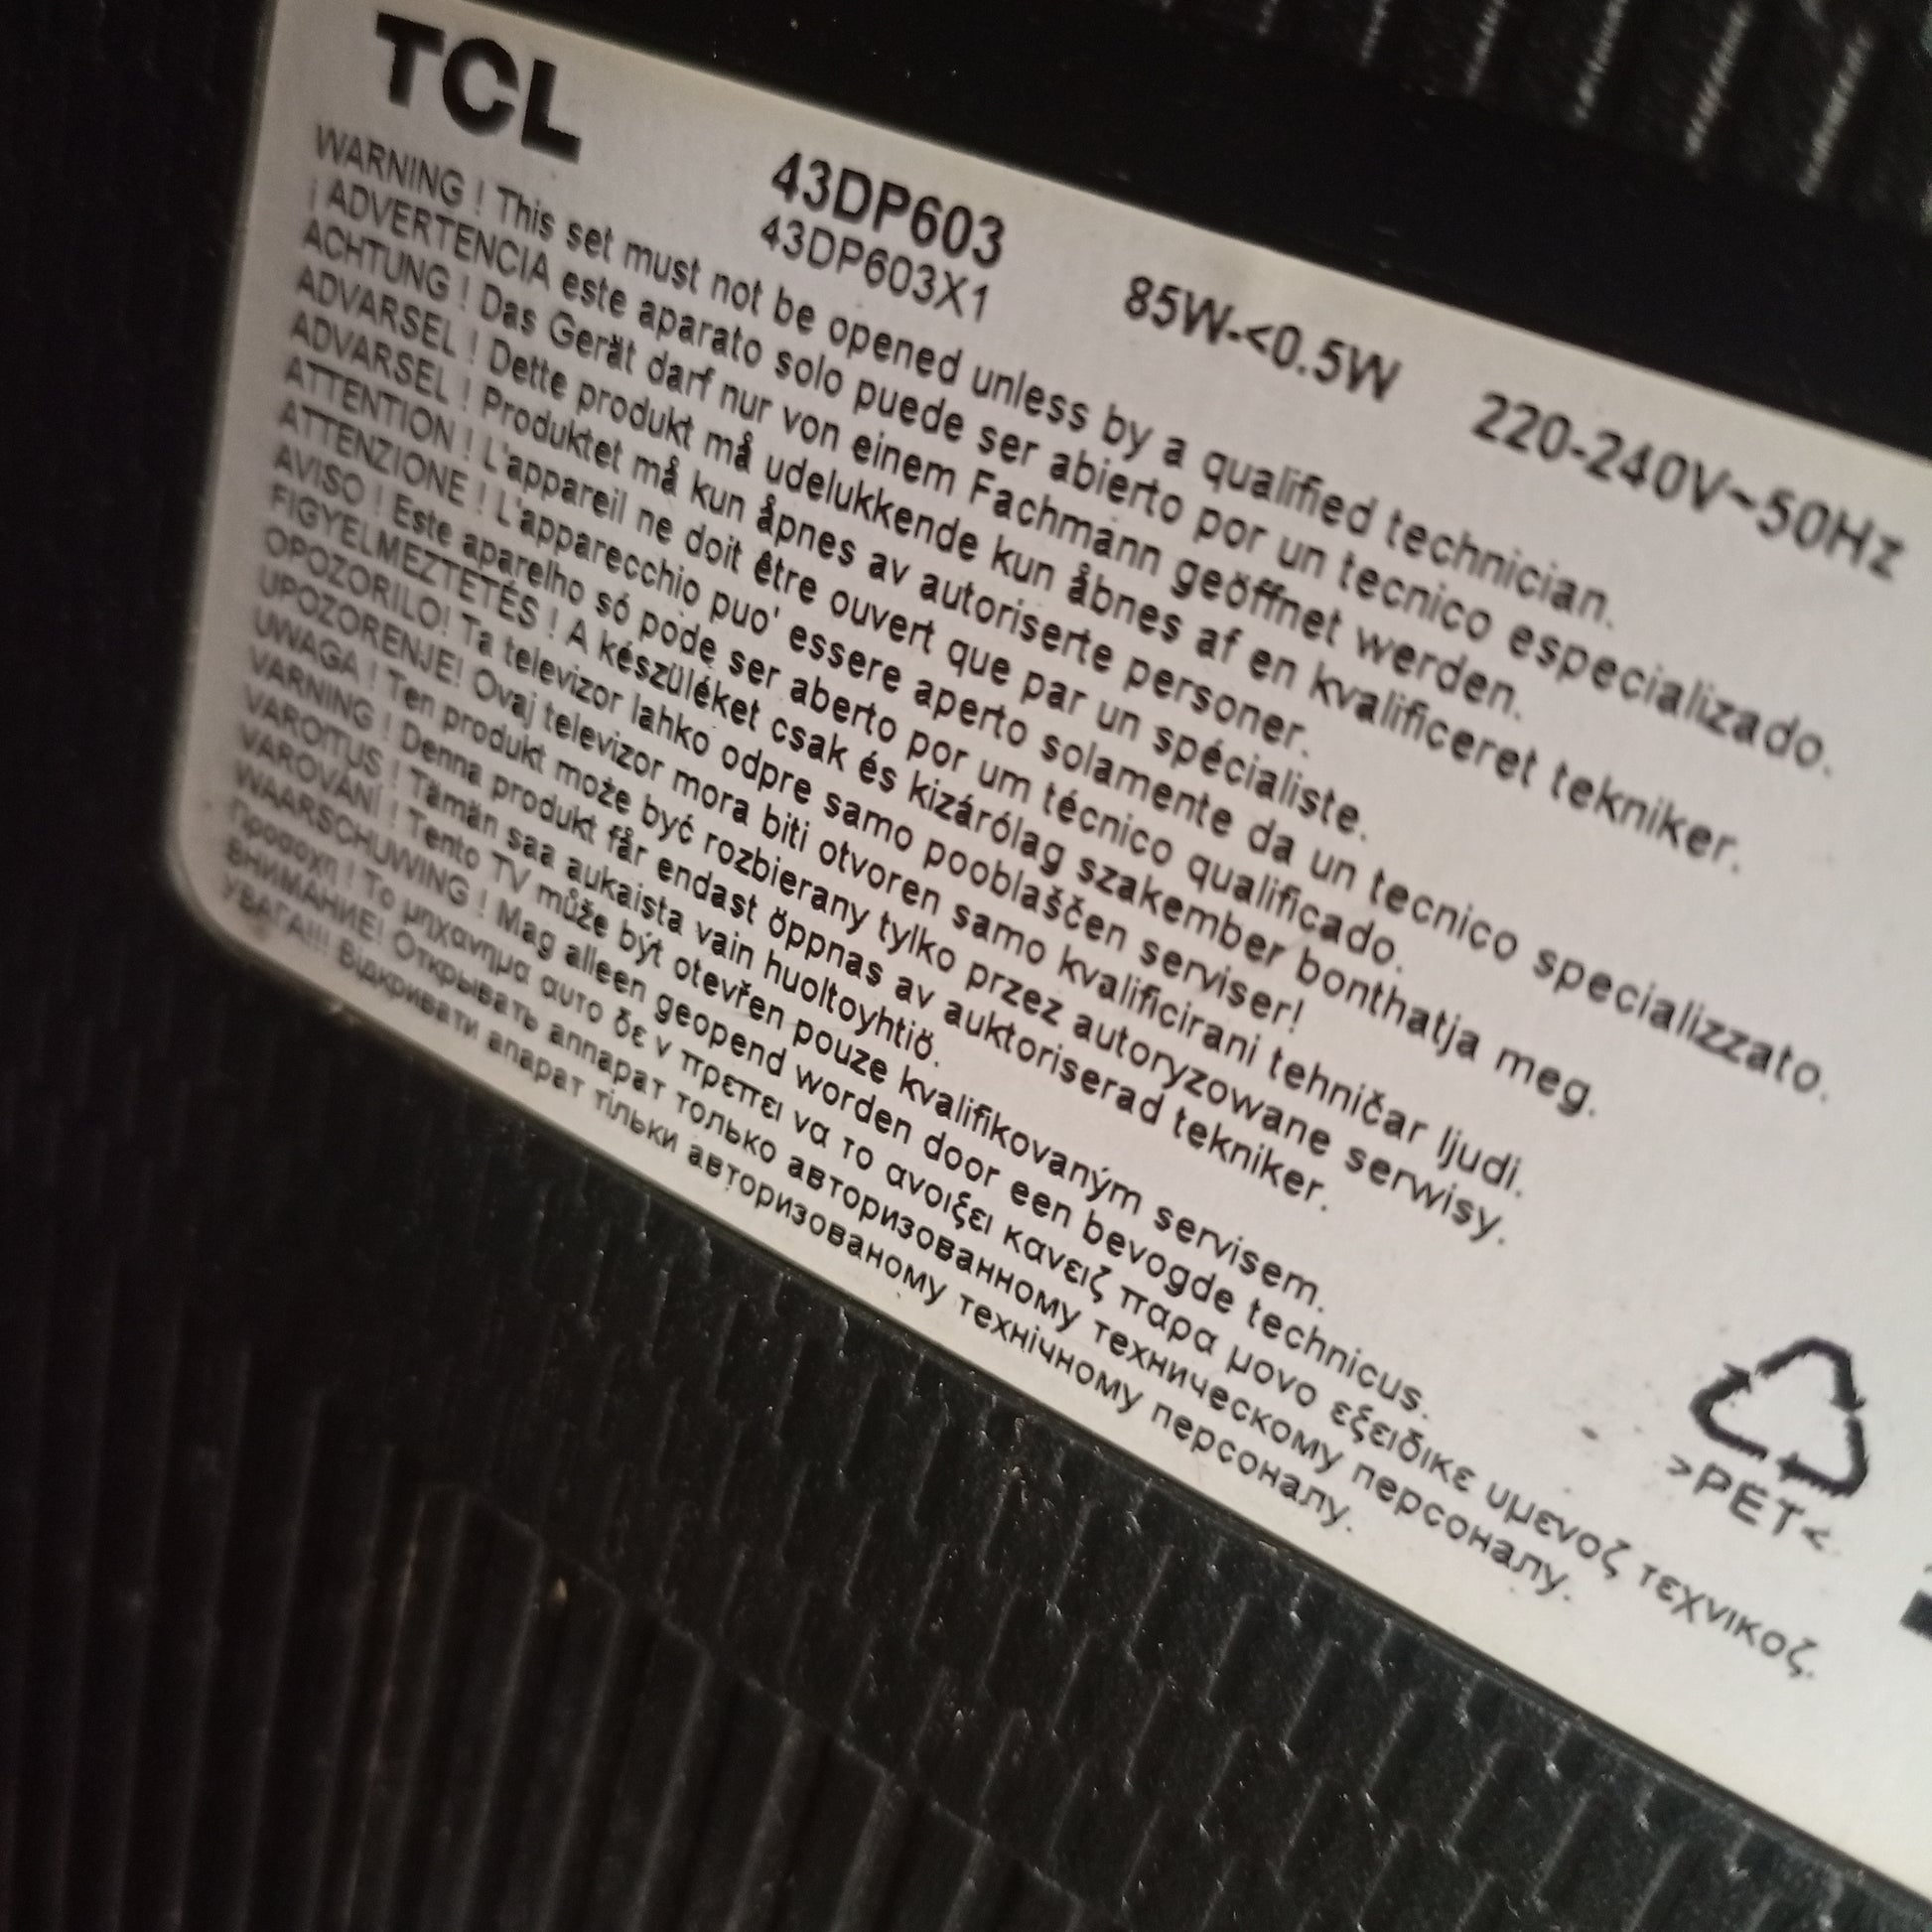 TCL
43DP603
43DP603X1
85W-<0.5W
220-240V~50Hz
WARNING ! This set must not be opened unless by a qualified technician.
¡ ADVERTENCIA este aparato solo puede ser abierto por un tecnico especializado.
ACHTUNG ! Das Gerät darf nur von einem Fachmann geöffnet werden.
ADVARSEL ! Dette produkt må udelukkende kun åbnes af en kvalificeret tekniker.
ADVARSEL ! Produktet må kun åpnes av autoriserte personer.
ATTENTION ! L'appareil ne doit être ouvert que par un spécialiste.
ATTENZIONE ! L'apparecchio puo' essere aperto solamente da un tecnico specializzato.
AVISO ! Este aparelho só pode ser aberto por um técnico qualificado.
FIGYELMEZTETÉS ! A készüléket csak és kizárólag szakember bonthatja meg.
OPOZORILO! Ta televizor lahko odpre samo pooblaščen serviser!
UPOZORENJE! Ovaj televizor mora biti otvoren samo kvalificirani tehničar ljudi.
UWAGA ! Ten produkt może być rozbierany tylko przez autoryzowane serwisy.
VARNING ! Denna produkt får endast öppnas av auktoriserad tekniker.
VAROITUS ! Tämän saa aukaista vain huoltoyhtiö.
VAROVÁNÍ ! Tento TV může být otevřen pouze kvalifikovaným servisem.
WAARSCHUWING ! Mag alleen geopend worden door een bevogde technicus.
Προσοχη ! Το μηχανημα αυτο δε ν πρεπει να το ανοιξει κανειζ παρα μονο εξειδικε υμενοζ τεχνικοζ.
ВНИМАНИЕ! Открывать аппарат только авторизованному техническому персоналу.
УВАГА!!! Відкривати апарат тільки авторизованому технічному персоналу.
>PET<